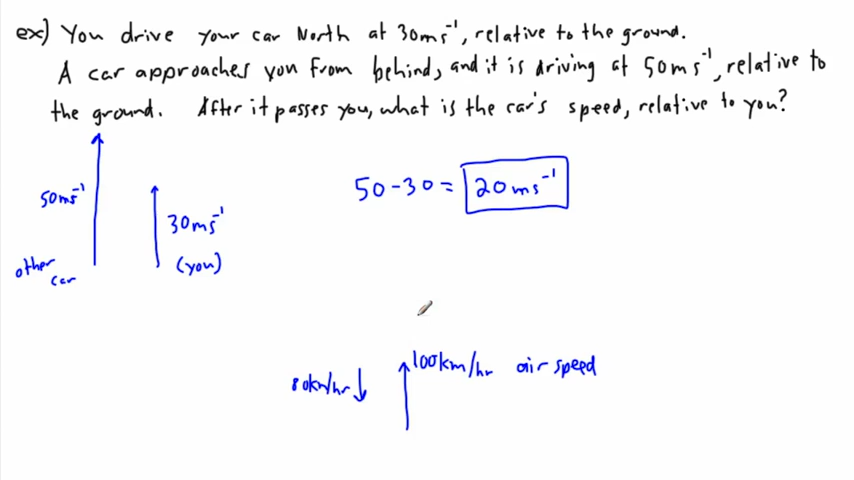 ex) You drive your car North at 30ms⁻¹, relative to the ground.
A car approaches you from behind, and it is driving at 50ms⁻¹, relative to
the ground. After it passes you, what is the car's speed, relative to you?
50ms⁻¹
30ms⁻¹
(you)
other
car
50-30= 20ms⁻¹
80km/hr
100km/hr air speed